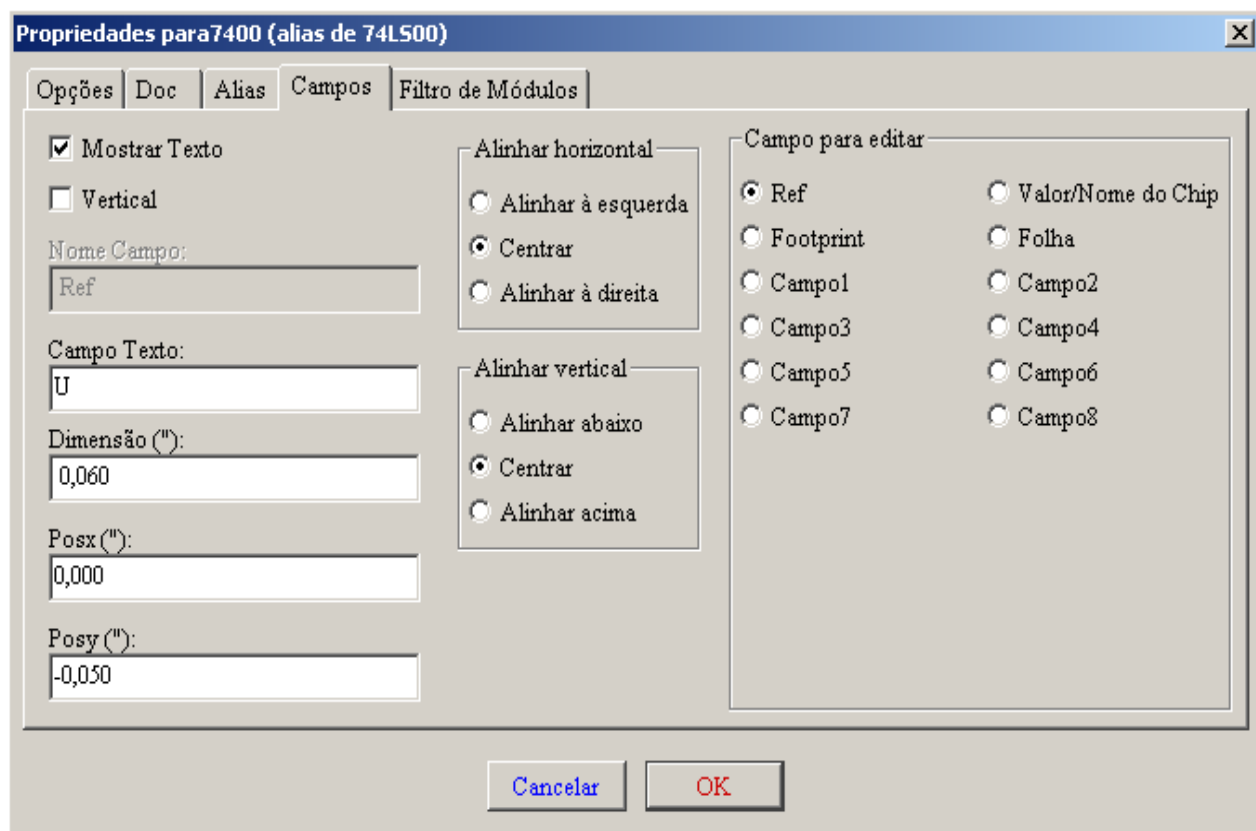 Propriedades para7400 (alias de 74LS00)
Opções Doc Alias Campos Filtro de Módulos
Mostrar Texto
Vertical
Nome Campo:
Ref
Campo Texto:
U
Dimensão ("):
0,060
Posx ("):
0,000
Posy ("):
-0,050
Alinhar horizontal
Alinhar à esquerda
Centrar
Alinhar à direita
Alinhar vertical
Alinhar abaixo
Centrar
Alinhar acima
Campo para editar
Ref Valor/Nome do Chip
Footprint Folha
Campo1 Campo2
Campo3 Campo4
Campo5 Campo6
Campo7 Campo8
Cancelar OK